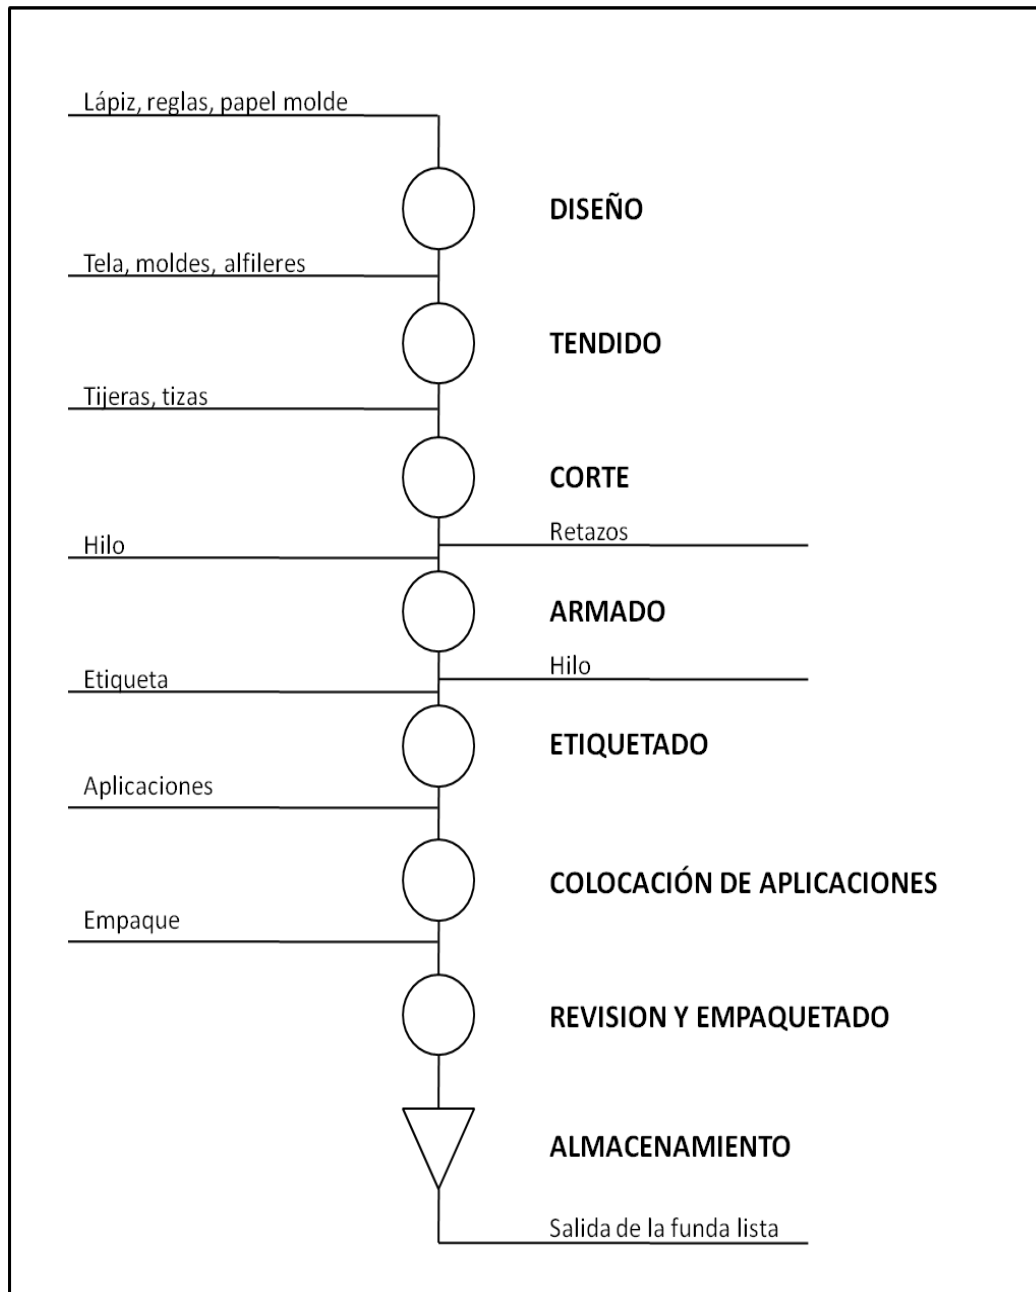 Lápiz, reglas, papel molde
DISEÑO
Tela, moldes, alfileres
TENDIDO
Tijeras, tizas
CORTE
Retazos
Hilo
ARMADO
Hilo
Etiqueta
ETIQUETADO
Aplicaciones
COLOCACIÓN DE APLICACIONES
Empaque
REVISION Y EMPAQUETADO
ALMACENAMIENTO
Salida de la funda lista